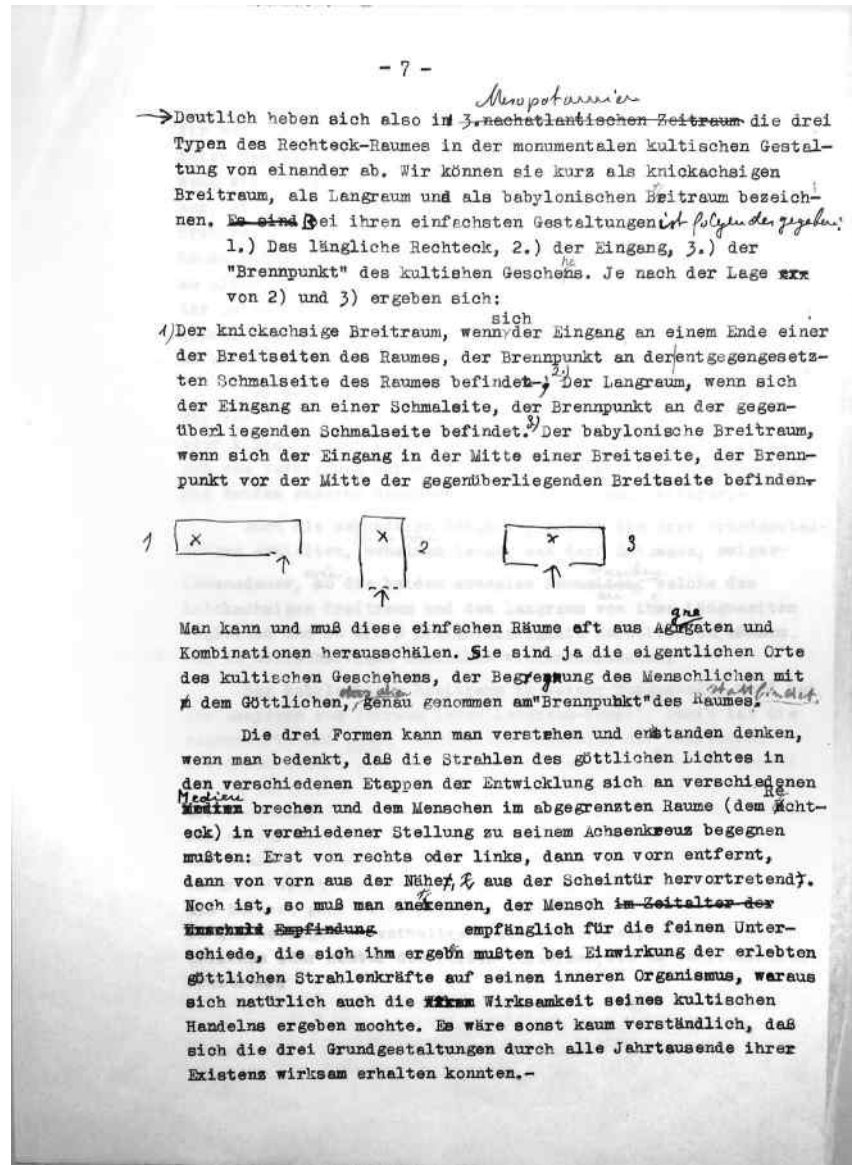 - 7 -
Mesopotamien
Deutlich heben sich also in 3. nachatlantischen Zeitraum die drei
Typen des Rechteck-Raumes in der monumentalen kultischen Gestal-
tung von einander ab. Wir können sie kurz als knickachsigen
Breitraum, als Langraum und als babylonischen Breitraum bezeich-
nen. Es sind Bei ihren einfachsten Gestaltungen ist folgendes gegeben:
1.) Das längliche Rechteck, 2.) der Eingang, 3.) der
"Brennpunkt" des kultishen Geschehens. Je nach der Lage
von 2) und 3) ergeben sich:
sich
1) Der knickachsige Breitraum, wenn der Eingang an einem Ende einer
der Breitseiten des Raumes, der Brennpunkt an der entgegengesetz-
ten Schmalseite des Raumes befindet; 2.) Der Langraum, wenn sich
der Eingang an einer Schmaleite, der Brennpunkt an der gegen-
überliegenden Schmalseite befindet. 3) Der babylonische Breitraum,
wenn sich der Eingang in der Mitte einer Breitseite, der Brenn-
punkt vor der Mitte der gegenüberliegenden Breitseite befinden.
1 x x 2 x 3
gre
Man kann und muß diese einfachen Räume oft aus Aggregaten und
Kombinationen herausschälen. Sie sind ja die eigentlichen Orte
des kultischen Geschehens, der Begegnung des Menschlichen mit
dem Göttlichen, genau genommen am "Brennpunkt" des Raumes stattfindet.
Die drei Formen kann man verstehen und entstanden denken,
wenn man bedenkt, daß die Strahlen des göttlichen Lichtes in
den verschiedenen Etappen der Entwicklung sich an verschiedenen
Medien brechen und dem Menschen im abgegrenzten Raume (dem Recht-
eck) in verchiedener Stellung zu seinem Achsenkreuz begegnen
mußten: Erst von rechts oder links, dann von vorn entfernt,
dann von vorn aus der Nähe, aus der Scheintür hervortretend.
Noch ist, so muß man anerkennen, der Mensch im Zeitalter der
Empfindung empfänglich für die feinen Unter-
schiede, die sich ihm ergeben mußten bei Einwirkung der erlebten
göttlichen Strahlenkräfte auf seinen inneren Organismus, woraus
sich natürlich auch die Wirksamkeit seines kultischen
Handelns ergeben mochte. Es wäre sonst kaum verständlich, daß
sich die drei Grundgestaltungen durch alle Jahrtausende ihrer
Existenz wirksam erhalten konnten.-